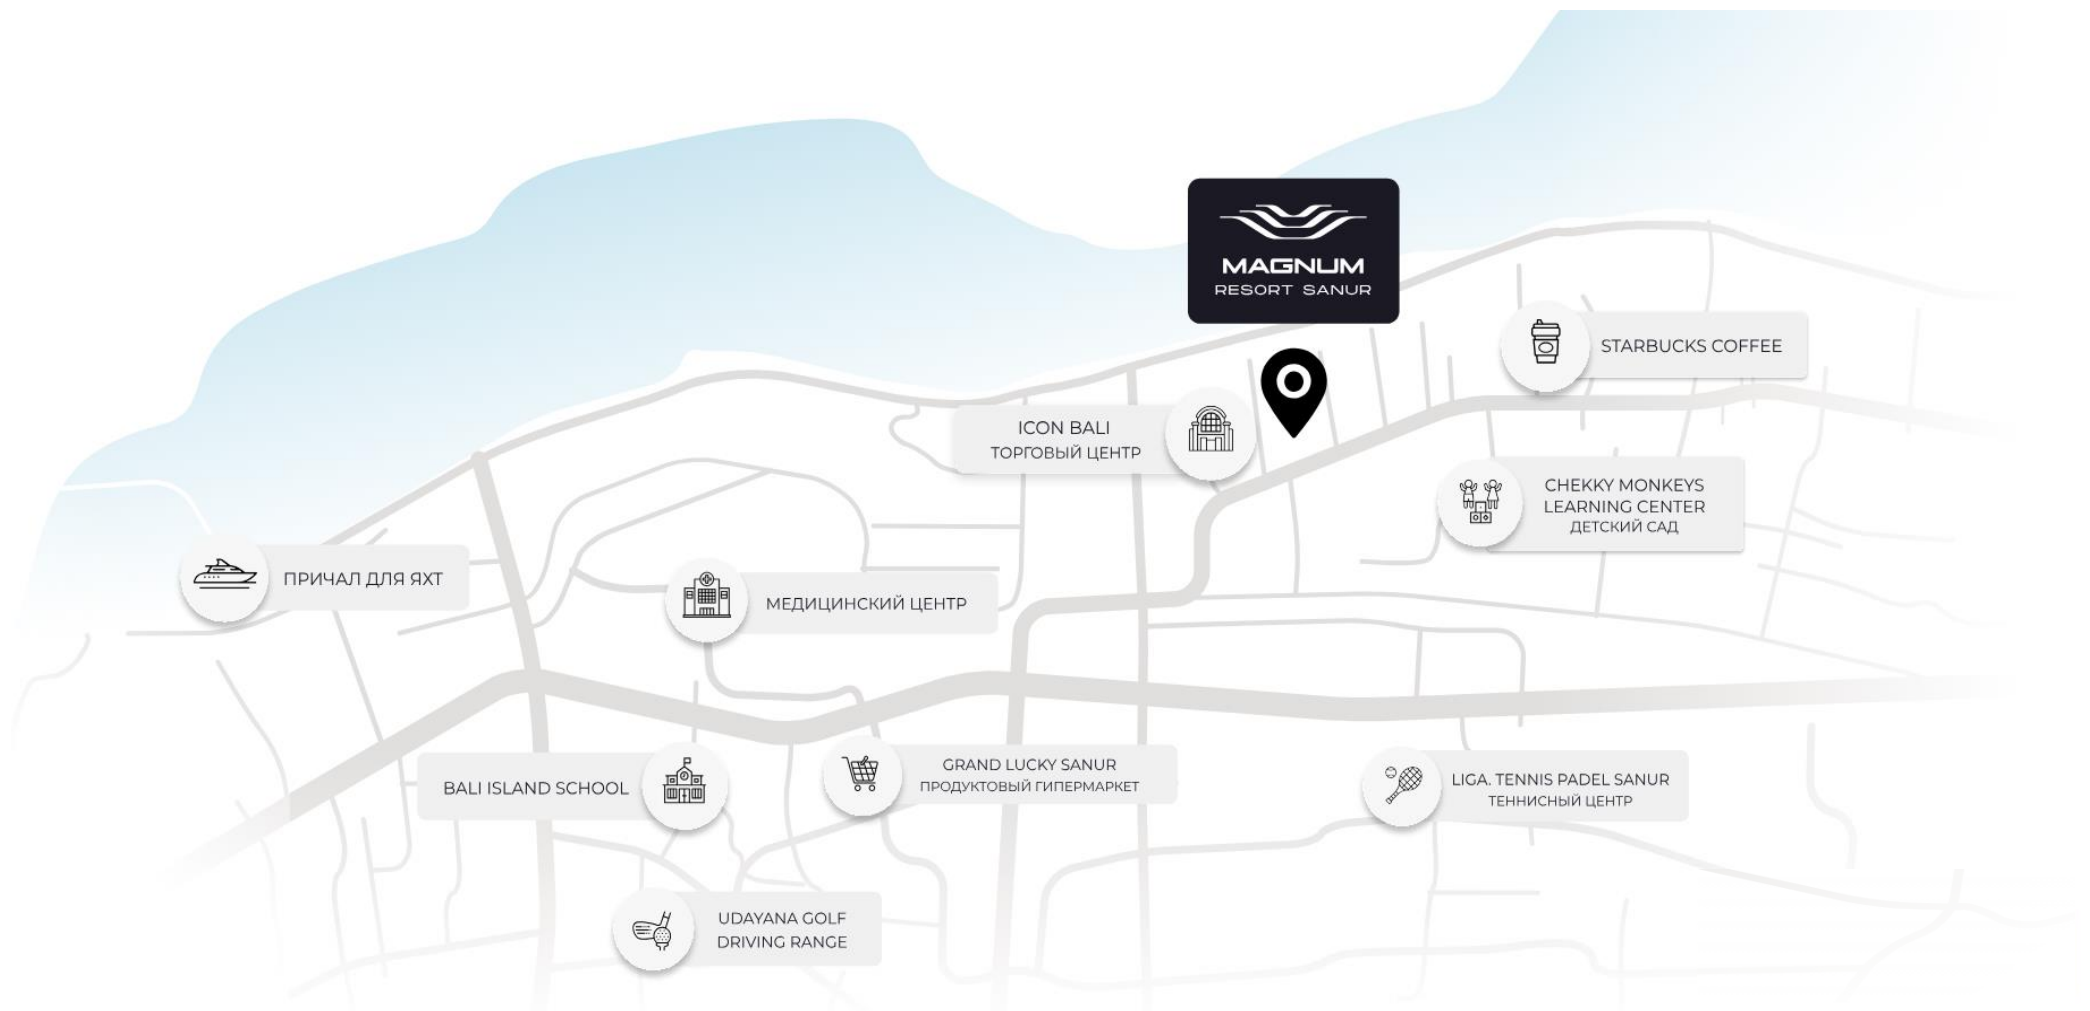 MAGNUM
RESORT SANUR
STARBUCKS COFFEE
ICON BALI
ТОРГОВЫЙ ЦЕНТР
CHEKKY MONKEYS
LEARNING CENTER
ДЕТСКИЙ САД
ПРИЧАЛ ДЛЯ ЯХТ
МЕДИЦИНСКИЙ ЦЕНТР
BALI ISLAND SCHOOL
GRAND LUCKY SANUR
ПРОДУКТОВЫЙ ГИПЕРМАРКЕТ
LIGA. TENNIS PADEL SANUR
ТЕННИСНЫЙ ЦЕНТР
UDAYANA GOLF
DRIVING RANGE